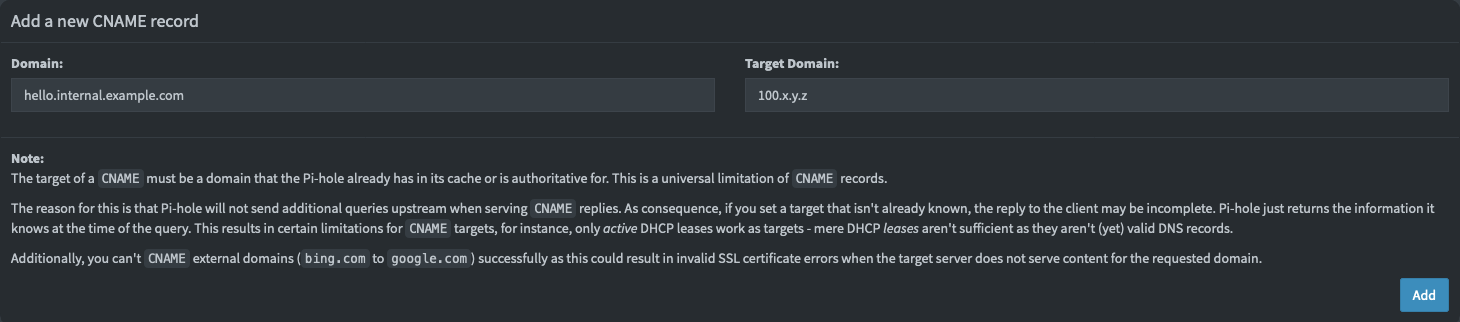 Add a new CNAME record
Domain:
hello.internal.example.com
Target Domain:
100.x.y.z
Note:
The target of a CNAME must be a domain that the Pi-hole already has in its cache or is authoritative for. This is a universal limitation of CNAME records.
The reason for this is that Pi-hole will not send additional queries upstream when serving CNAME replies. As consequence, if you set a target that isn't already known, the reply to the client may be incomplete. Pi-hole just returns the information it
knows at the time of the query. This results in certain limitations for CNAME targets, for instance, only active DHCP leases work as targets - mere DHCP leases aren't sufficient as they aren't (yet) valid DNS records.
Additionally, you can't CNAME external domains ( bing.com to google.com ) successfully as this could result in invalid SSL certificate errors when the target server does not serve content for the requested domain.
Add